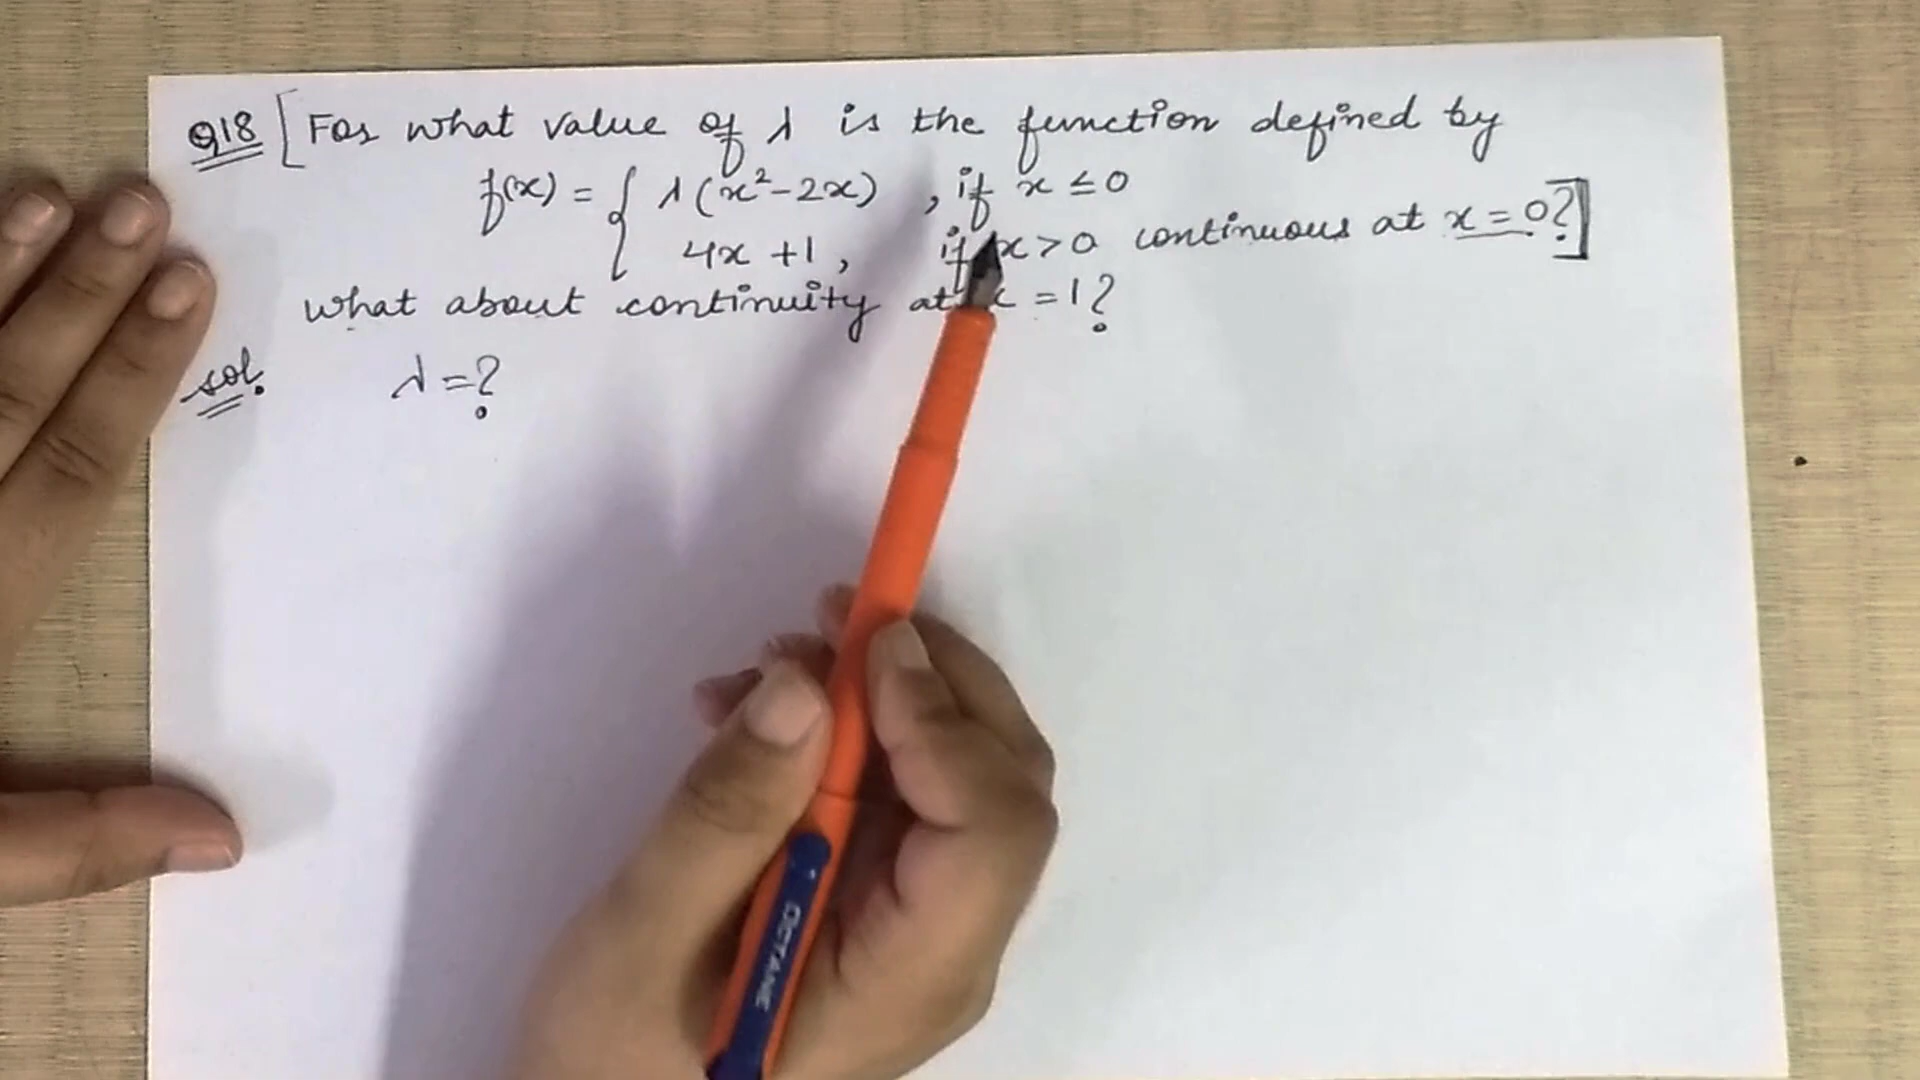 Q18 [For what value of λ is the function defined by
f(x) = { λ(x²-2x) , if x ≤ 0
4x +1, if x > 0 continuous at x = 0?]
what about continuity at x = 1?
sol. λ = ?
OCTANE